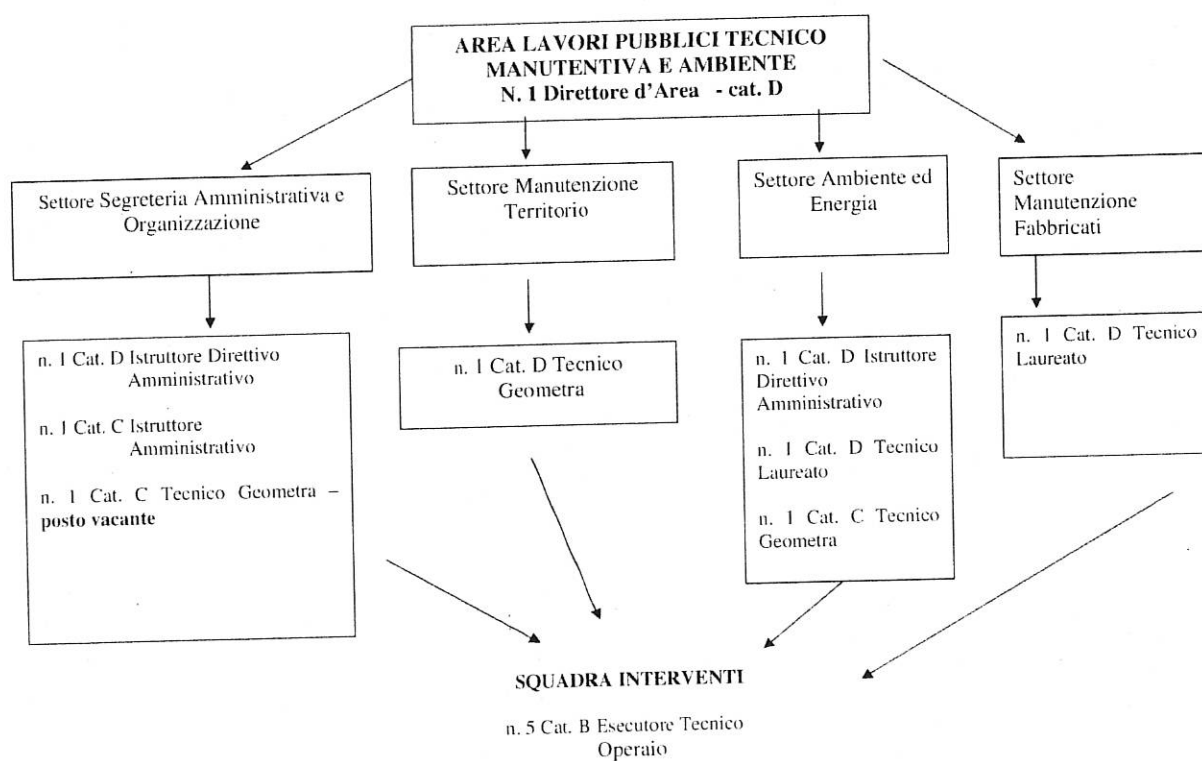 AREA LAVORI PUBBLICI TECNICO
MANUTENTIVA E AMBIENTE
N. 1 Direttore d'Area - cat. D
Settore Segreteria Amministrativa e
Organizzazione
Settore Manutenzione
Territorio
Settore Ambiente ed
Energia
Settore
Manutenzione
Fabbricati
n. 1 Cat. D Istruttore Direttivo
Amministrativo
n. 1 Cat. C Istruttore
Amministrativo
n. 1 Cat. C Tecnico Geometra –
posto vacante
n. 1 Cat. D Tecnico
Geometra
n. 1 Cat. D Istruttore
Direttivo
Amministrativo
n. 1 Cat. D Tecnico
Laureato
n. 1 Cat. C Tecnico
Geometra
n. 1 Cat. D Tecnico
Laureato
SQUADRA INTERVENTI
n. 5 Cat. B Esecutore Tecnico
Operaio